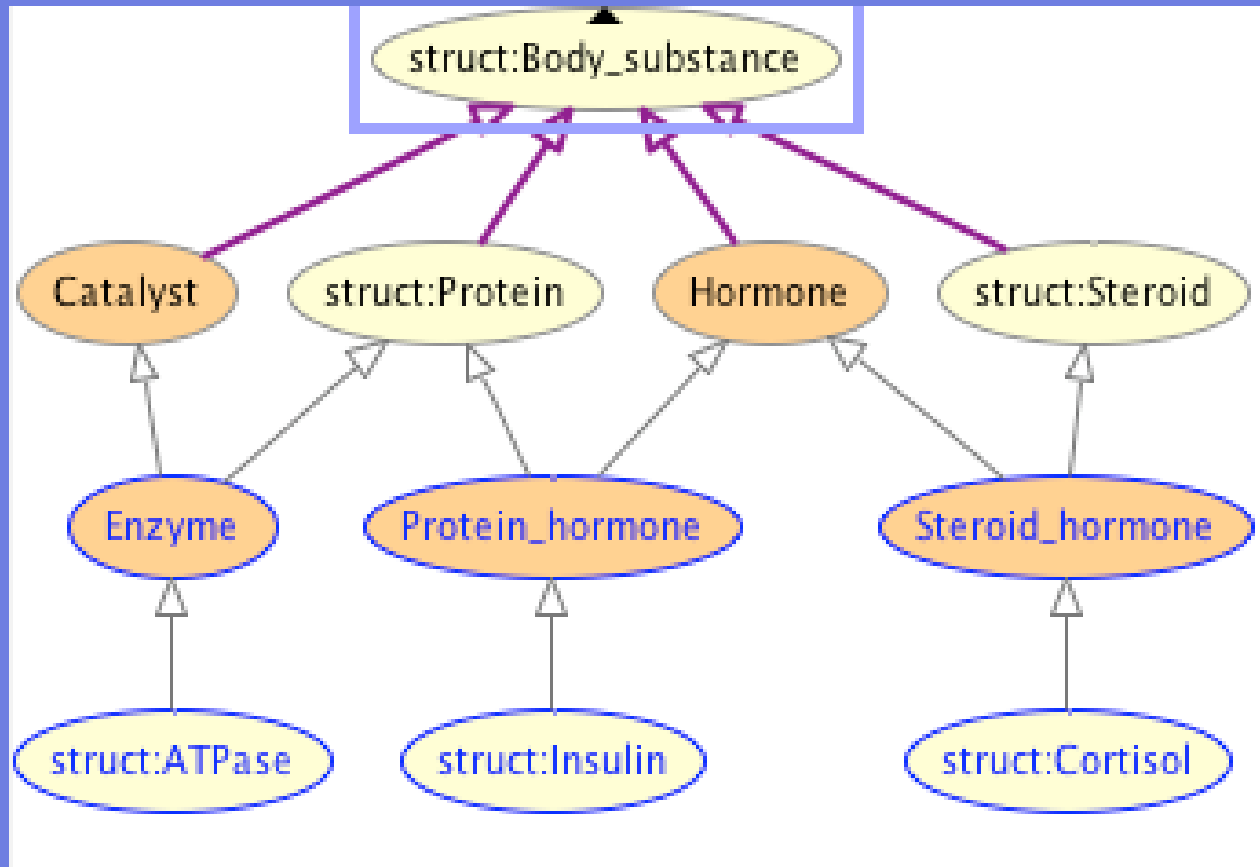 struct:Body_substance
Catalyst
struct:Protein
Hormone
struct:Steroid
Enzyme
Protein_hormone
Steroid_hormone
struct:ATPase
struct:Insulin
struct:Cortisol